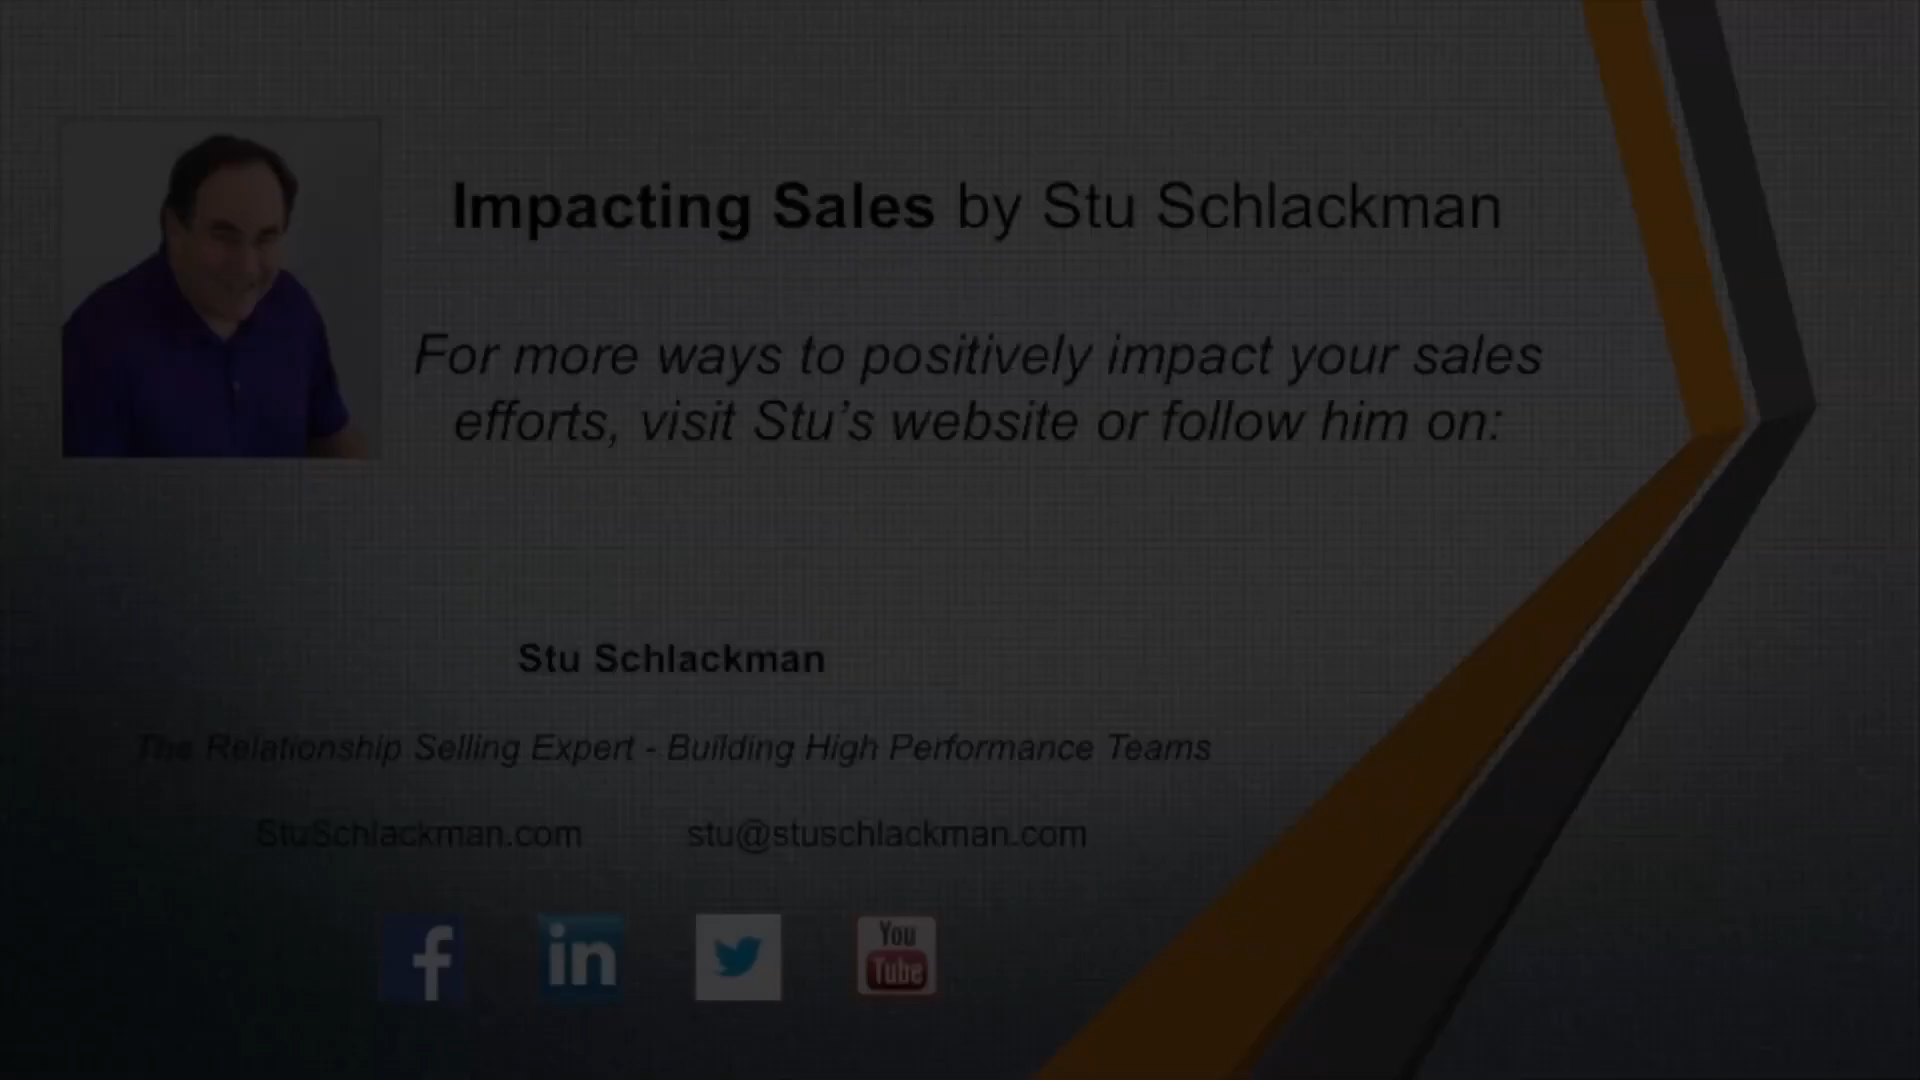 Impacting Sales by Stu Schlackman
For more ways to positively impact your sales
efforts, visit Stu’s website or follow him on:
Stu Schlackman
The Relationship Selling Expert - Building High Performance Teams
StuSchlackman.com stu@stuschlackman.com
f in You
Tube